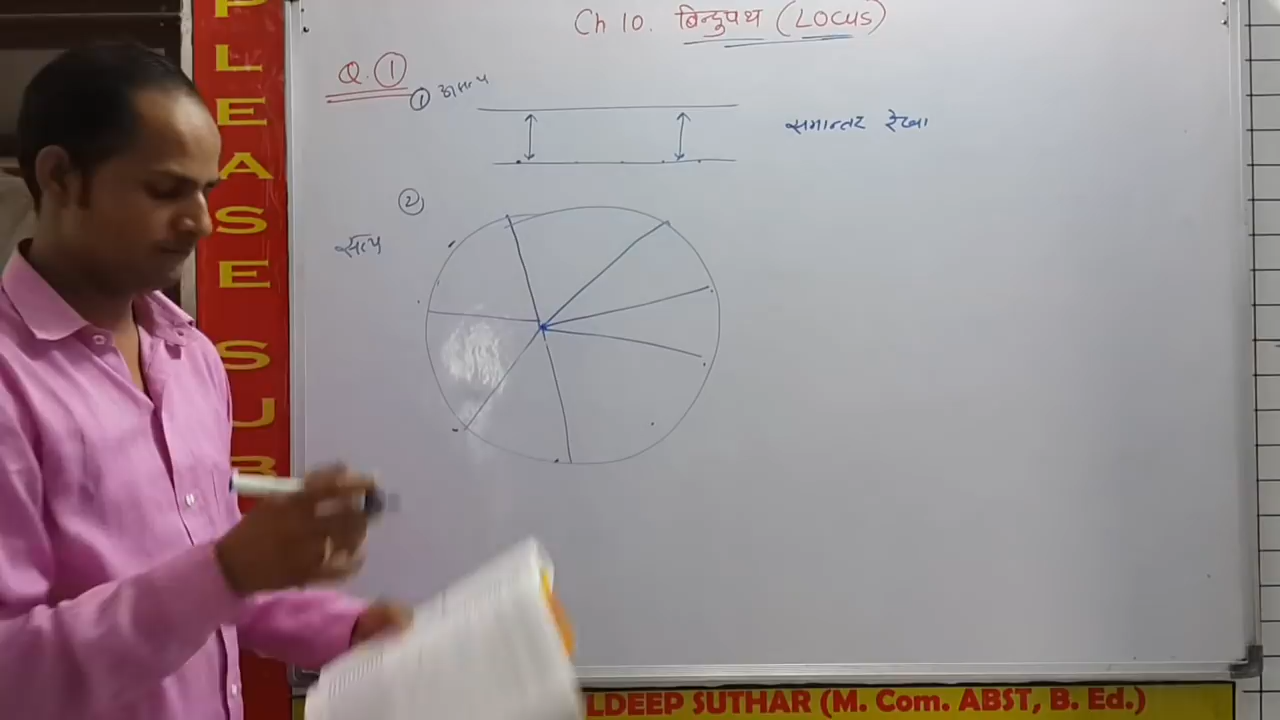 Ch 10. बिन्दुपथ (Locus)
Q. ①
① असत्य
समान्तर रेखा
②
सत्य
PLEASE SUB
LDEEP SUTHAR (M. Com. ABST, B. Ed.)